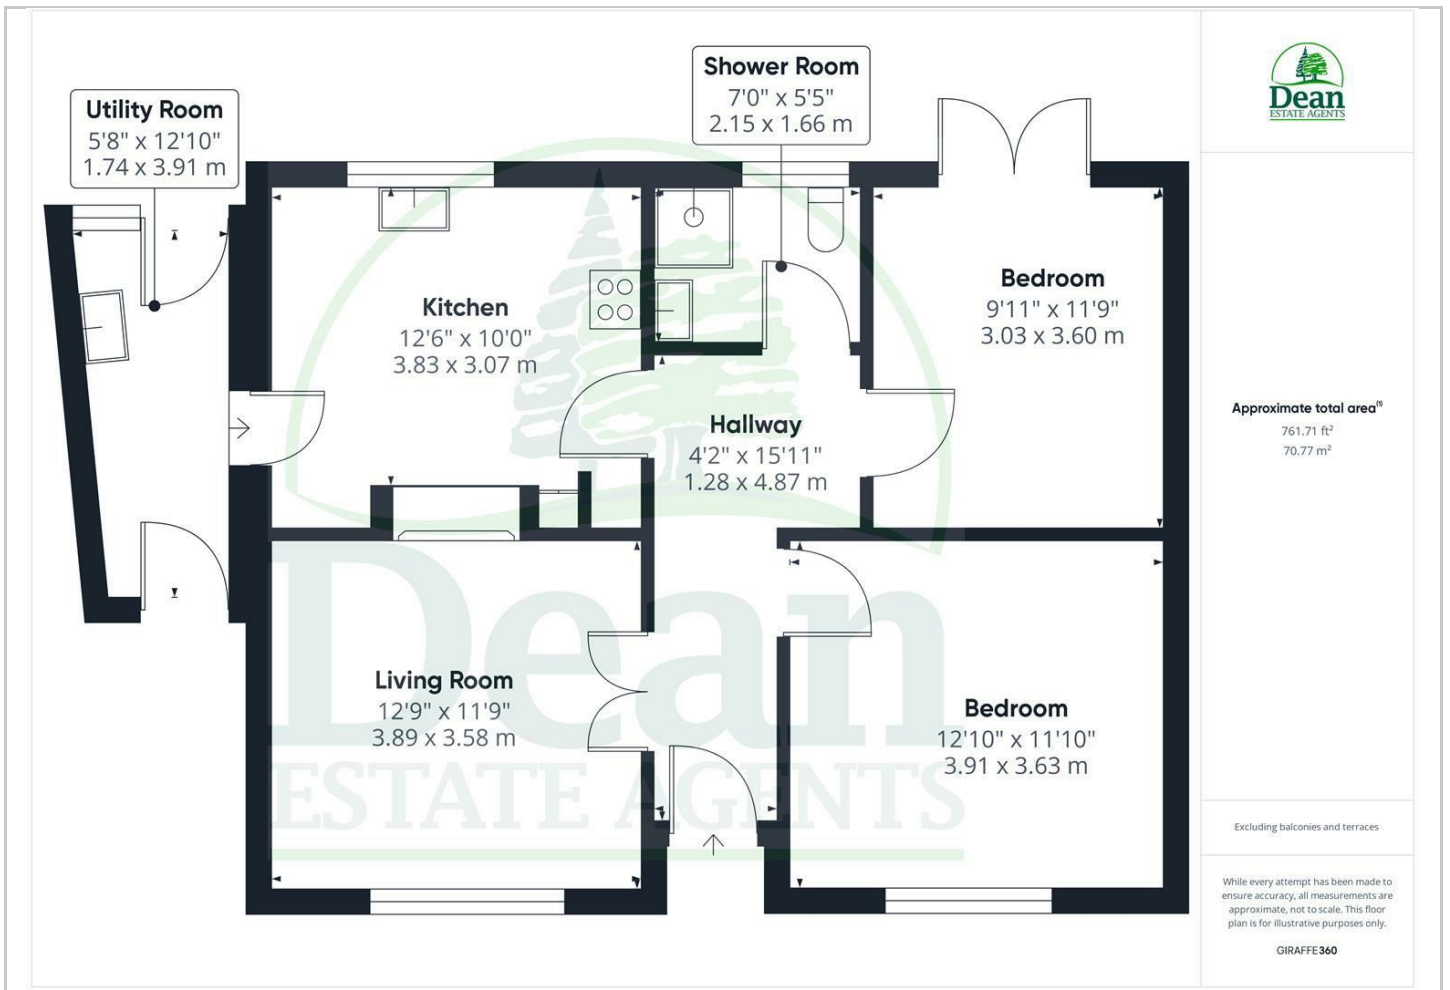 Utility Room
5'8" x 12'10"
1.74 x 3.91 m
Shower Room
7'0" x 5'5"
2.15 x 1.66 m
Kitchen
12'6" x 10'0"
3.83 x 3.07 m
Bedroom
9'11" x 11'9"
3.03 x 3.60 m
Hallway
4'2" x 15'11"
1.28 x 4.87 m
Living Room
12'9" x 11'9"
3.89 x 3.58 m
Bedroom
12'10" x 11'10"
3.91 x 3.63 m
Dean
ESTATE AGENTS
Dean
ESTATE AGENTS
Approximate total area⁽¹⁾
761.71 ft²
70.77 m²
Excluding balconies and terraces
While every attempt has been made to
ensure accuracy, all measurements are
approximate, not to scale. This floor
plan is for illustrative purposes only.
GIRAFFE360